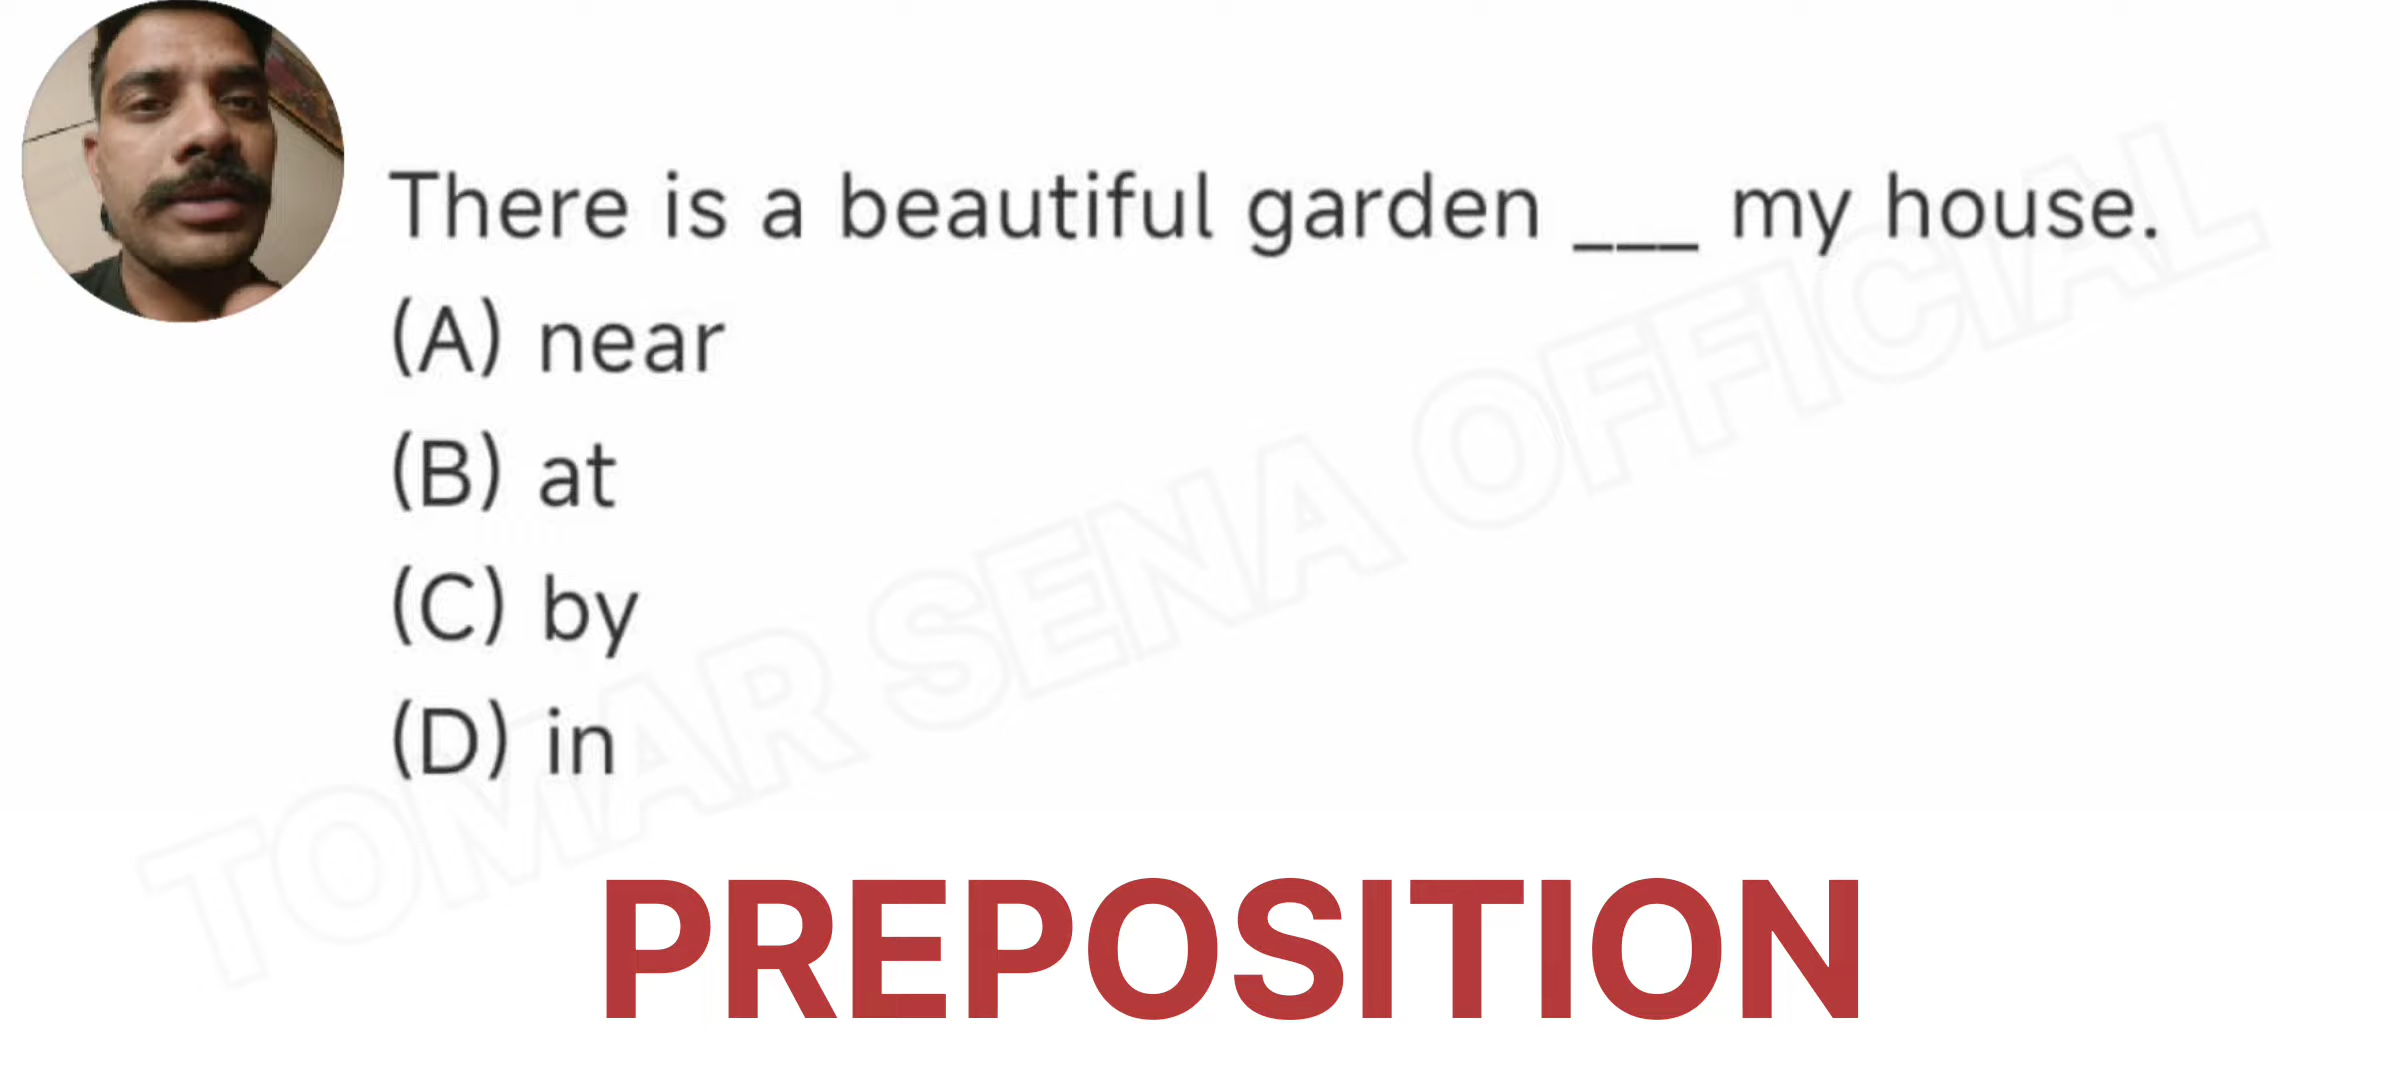 There is a beautiful garden ___ my house.
(A) near
(B) at
(C) by
(D) in
TOMAR SENA OFFICIAL
PREPOSITION